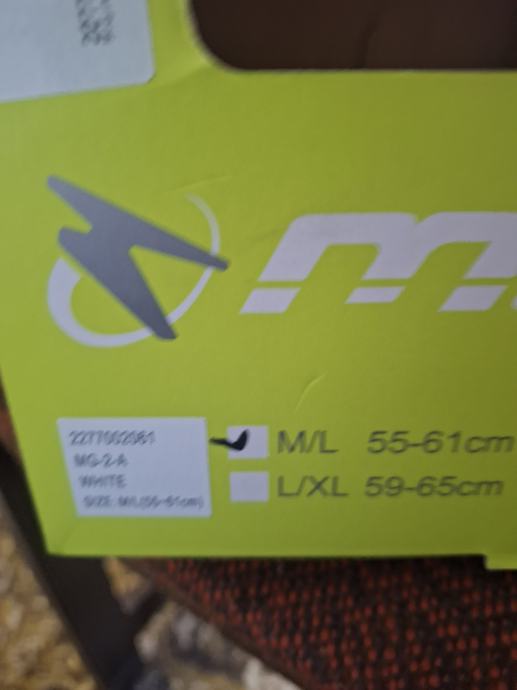 m
2277002061
MG-2-A
WHITE
SIZE: M/L(55-61cm)
M/L 55-61cm
L/XL 59-65cm